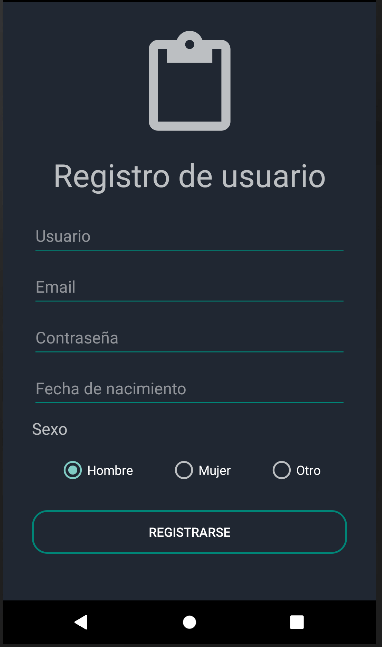 Registro de usuario
Usuario
Email
Contraseña
Fecha de nacimiento
Sexo
Hombre Mujer Otro
REGISTRARSE